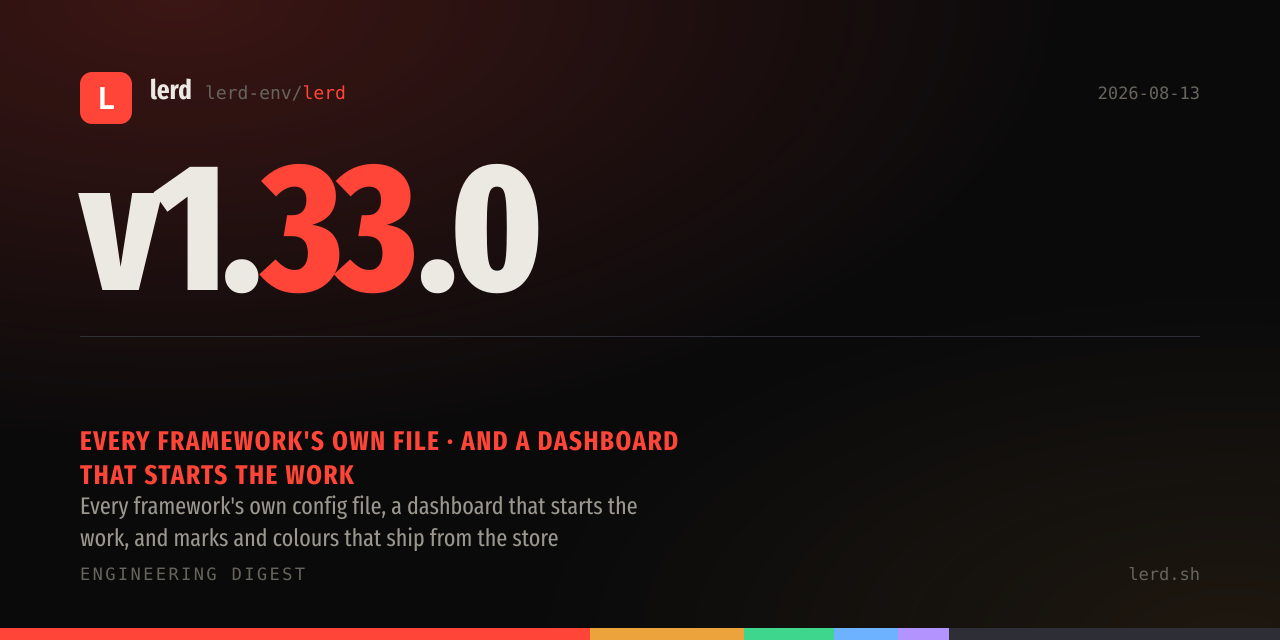 L lerd lerd-env/lerd 2026-08-13
v1.33.0
EVERY FRAMEWORK'S OWN FILE · AND A DASHBOARD
THAT STARTS THE WORK
Every framework's own config file, a dashboard that starts the
work, and marks and colours that ship from the store
ENGINEERING DIGEST lerd.sh